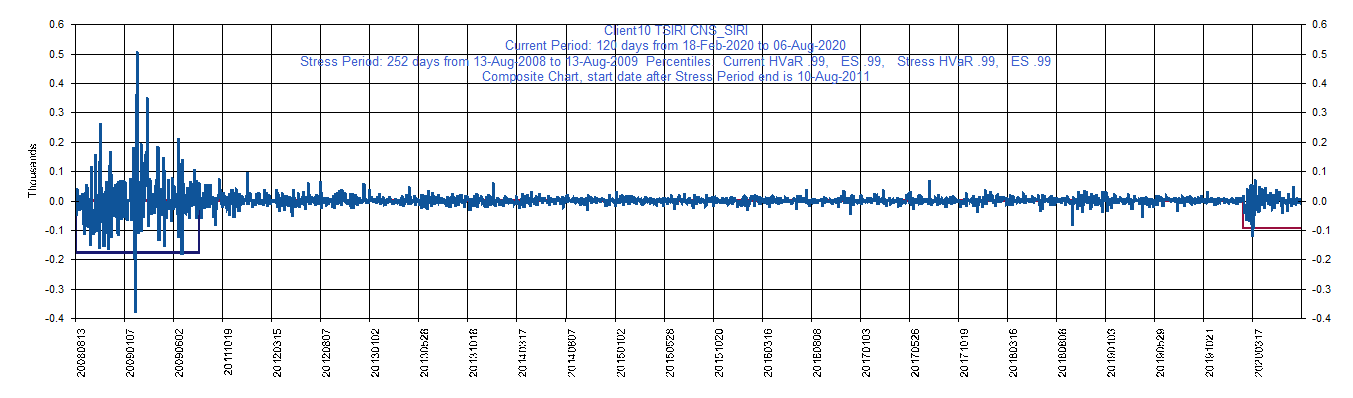 Client10 TSIRI CNS_SIRI
Current Period: 120 days from 18-Feb-2020 to 06-Aug-2020
Stress Period: 252 days from 13-Aug-2008 to 13-Aug-2009 Percentiles: Current HVaR .99, ES .99, Stress HVaR .99, ES .99
Composite Chart, start date after Stress Period end is 10-Aug-2011
0.6 0.6
0.5 0.5
0.4 0.4
0.3 0.3
0.2 0.2
0.1 0.1
0.0 0.0
-0.1 -0.1
-0.2 -0.2
-0.3 -0.3
-0.4 -0.4
Thousands
20080813 20090107 20090602 20111019 20120315 20120807 20130102 20130528 20131018 20140317 20140807 20150102 20150528 20151020 20160316 20160808 20170103 20170526 20171019 20180316 20180808 20190103 20190529 20191021 20200317